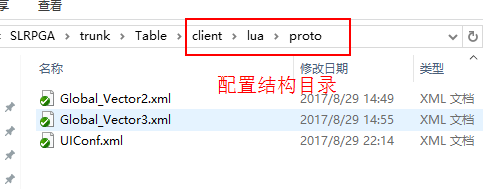 享
查看
SLRPGA > trunk > Table > client > lua > proto
配置结构目录
名称 修改日期 类型
Global_Vector2.xml 2017/8/29 14:49 XML 文档
Global_Vector3.xml 2017/8/29 14:55 XML 文档
UIConf.xml 2017/8/29 22:14 XML 文档